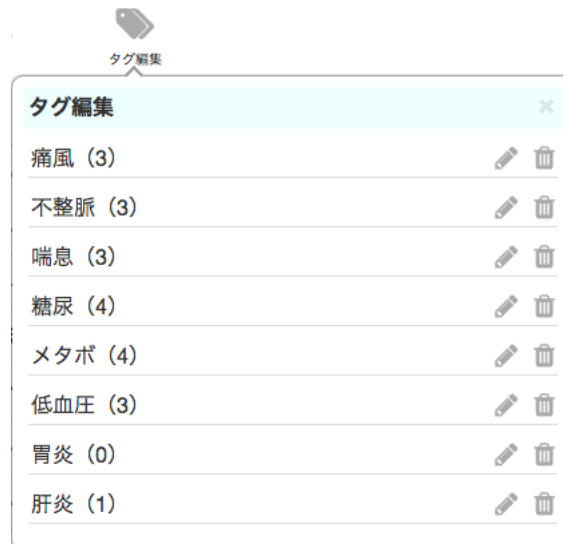 タグ編集
タグ編集
痛風（3）
不整脈（3）
喘息（3）
糖尿（4）
メタボ（4）
低血圧（3）
胃炎（0）
肝炎（1）